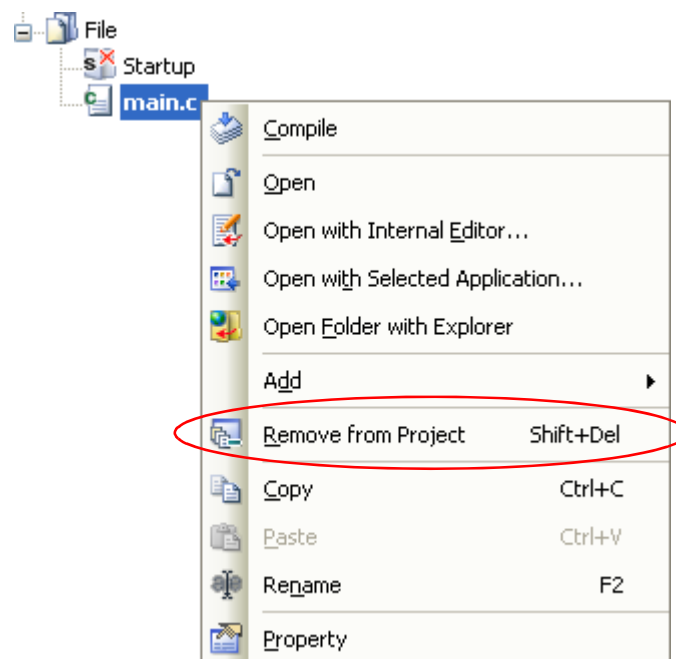 File
Startup
main.c
Compile
Open
Open with Internal Editor...
Open with Selected Application...
Open Folder with Explorer
Add
Remove from Project Shift+Del
Copy Ctrl+C
Paste Ctrl+V
Rename F2
Property